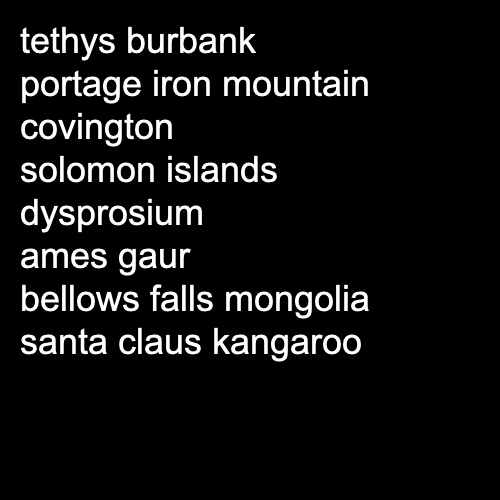 tethys burbank
portage iron mountain
covington
solomon islands
dysprosium
ames gaur
bellows falls mongolia
santa claus kangaroo